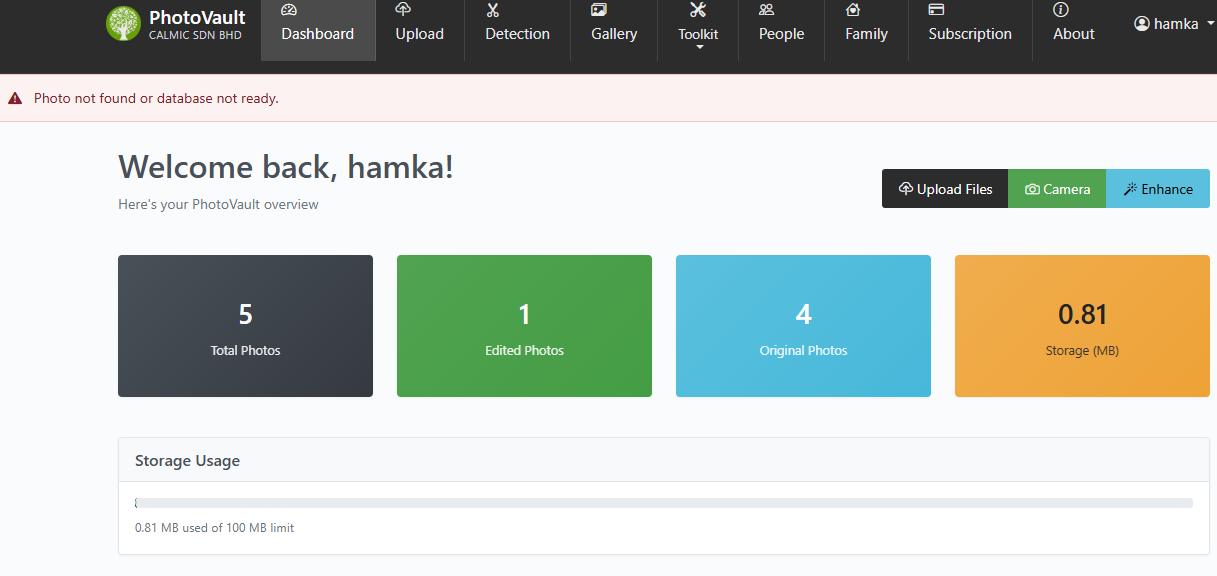 PhotoVault
CALMIC SDN BHD
Dashboard
Upload
Detection
Gallery
Toolkit
People
Family
Subscription
About
hamka
Photo not found or database not ready.
Welcome back, hamka!
Here's your PhotoVault overview
Upload Files
Camera
Enhance
5
Total Photos
1
Edited Photos
4
Original Photos
0.81
Storage (MB)
Storage Usage
0.81 MB used of 100 MB limit